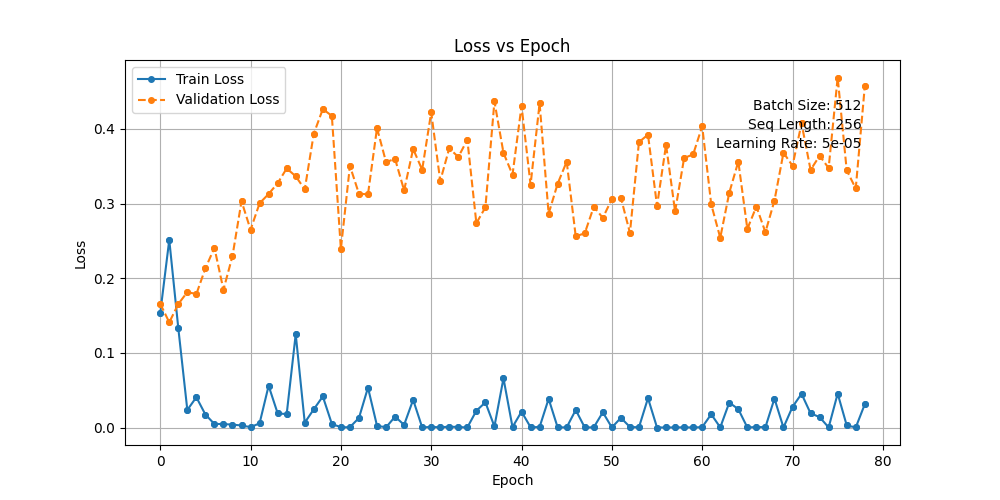 Loss vs Epoch
Train Loss
Validation Loss
Batch Size: 512
Seq Length: 256
Learning Rate: 5e-05
Loss
0.4
0.3
0.2
0.1
0.0
0 10 20 30 40 50 60 70 80
Epoch